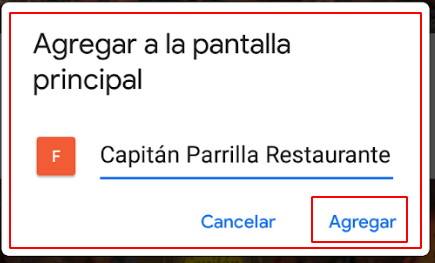 Agregar a la pantalla
principal
F
Capitán Parrilla Restaurante
Cancelar
Agregar